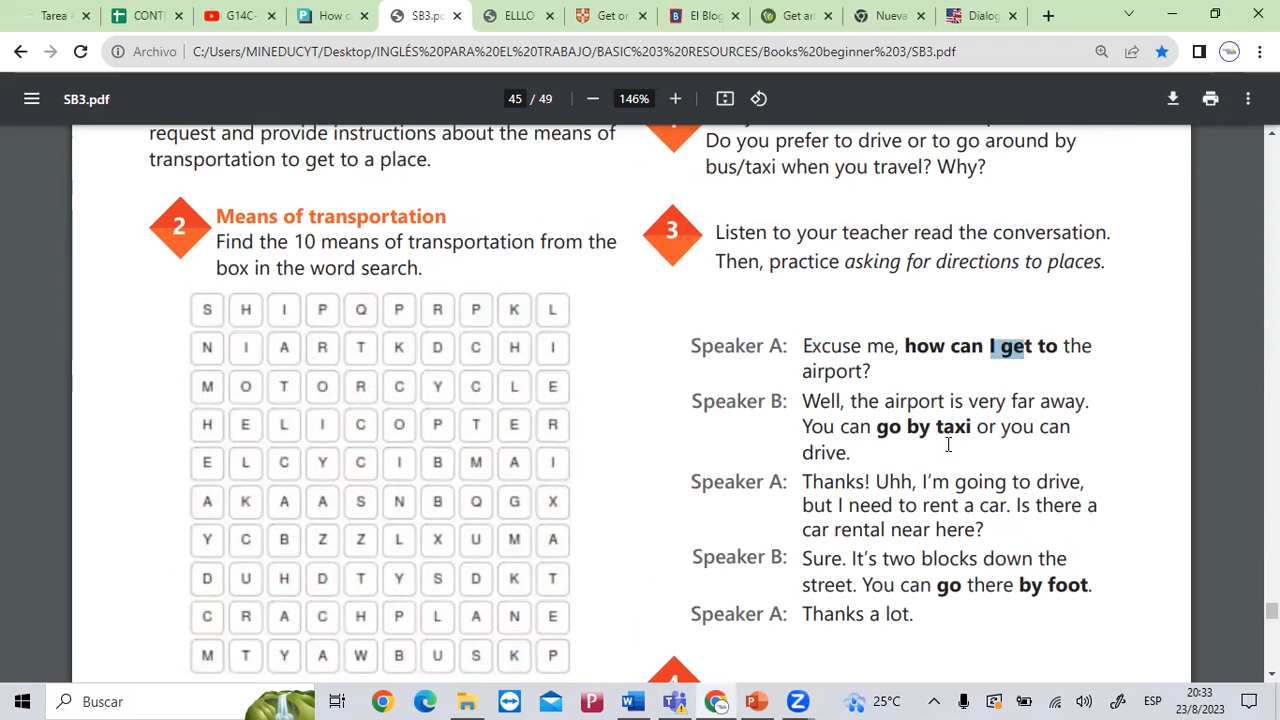 Tarea
CONTI
G14C-
How c
SB3.pc
ELLLO
Get or
El Blog
Get ar
Nueva
Dialog
Archivo C:/Users/MINEDUCYT/Desktop/INGLÉS%20PARA%20EL%20TRABAJO/BASIC%203%20RESOURCES/Books%20beginner%203/SB3.pdf
SB3.pdf 45 / 49 146%
request and provide instructions about the means of
transportation to get to a place.
2 Means of transportation
Find the 10 means of transportation from the
box in the word search.
S H I P Q P R P K L
N I A R T K D C H I
M O T O R C Y C L E
H E L I C O P T E R
E L C Y C I B M A I
A K A A S N B Q G X
Y C B Z Z L X U M A
D U H D T Y S D K T
C R A C H P L A N E
M T Y A W B U S K P
Do you prefer to drive or to go around by
bus/taxi when you travel? Why?
3 Listen to your teacher read the conversation.
Then, practice asking for directions to places.
Speaker A: Excuse me, how can I get to the
airport?
Speaker B: Well, the airport is very far away.
You can go by taxi or you can
drive.
Speaker A: Thanks! Uhh, I'm going to drive,
but I need to rent a car. Is there a
car rental near here?
Speaker B: Sure. It's two blocks down the
street. You can go there by foot.
Speaker A: Thanks a lot.
Buscar
25°C
ESP
20:33
23/8/2023